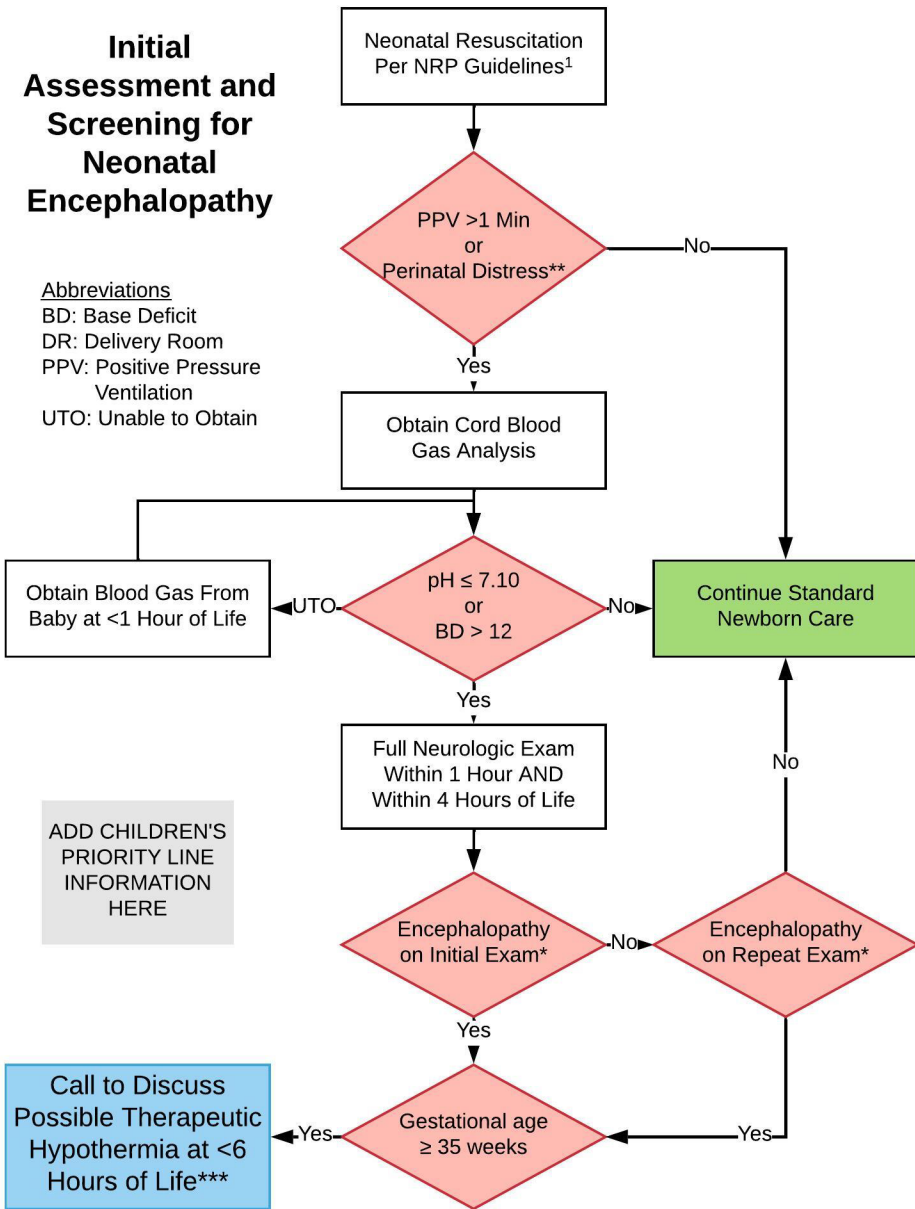 Initial
Assessment and
Screening for
Neonatal
Encephalopathy
Neonatal Resuscitation
Per NRP Guidelines¹
PPV >1 Min
or
Perinatal Distress**
No
Abbreviations
BD: Base Deficit
DR: Delivery Room
PPV: Positive Pressure
Ventilation
UTO: Unable to Obtain
Yes
Obtain Cord Blood
Gas Analysis
Obtain Blood Gas From
Baby at <1 Hour of Life
UTO
pH ≤ 7.10
or
BD > 12
No
Continue Standard
Newborn Care
Yes
Full Neurologic Exam
Within 1 Hour AND
Within 4 Hours of Life
No
ADD CHILDREN'S
PRIORITY LINE
INFORMATION
HERE
Encephalopathy
on Initial Exam*
No
Encephalopathy
on Repeat Exam*
Yes
Call to Discuss
Possible Therapeutic
Hypothermia at <6
Hours of Life***
Yes
Gestational age
≥ 35 weeks
Yes